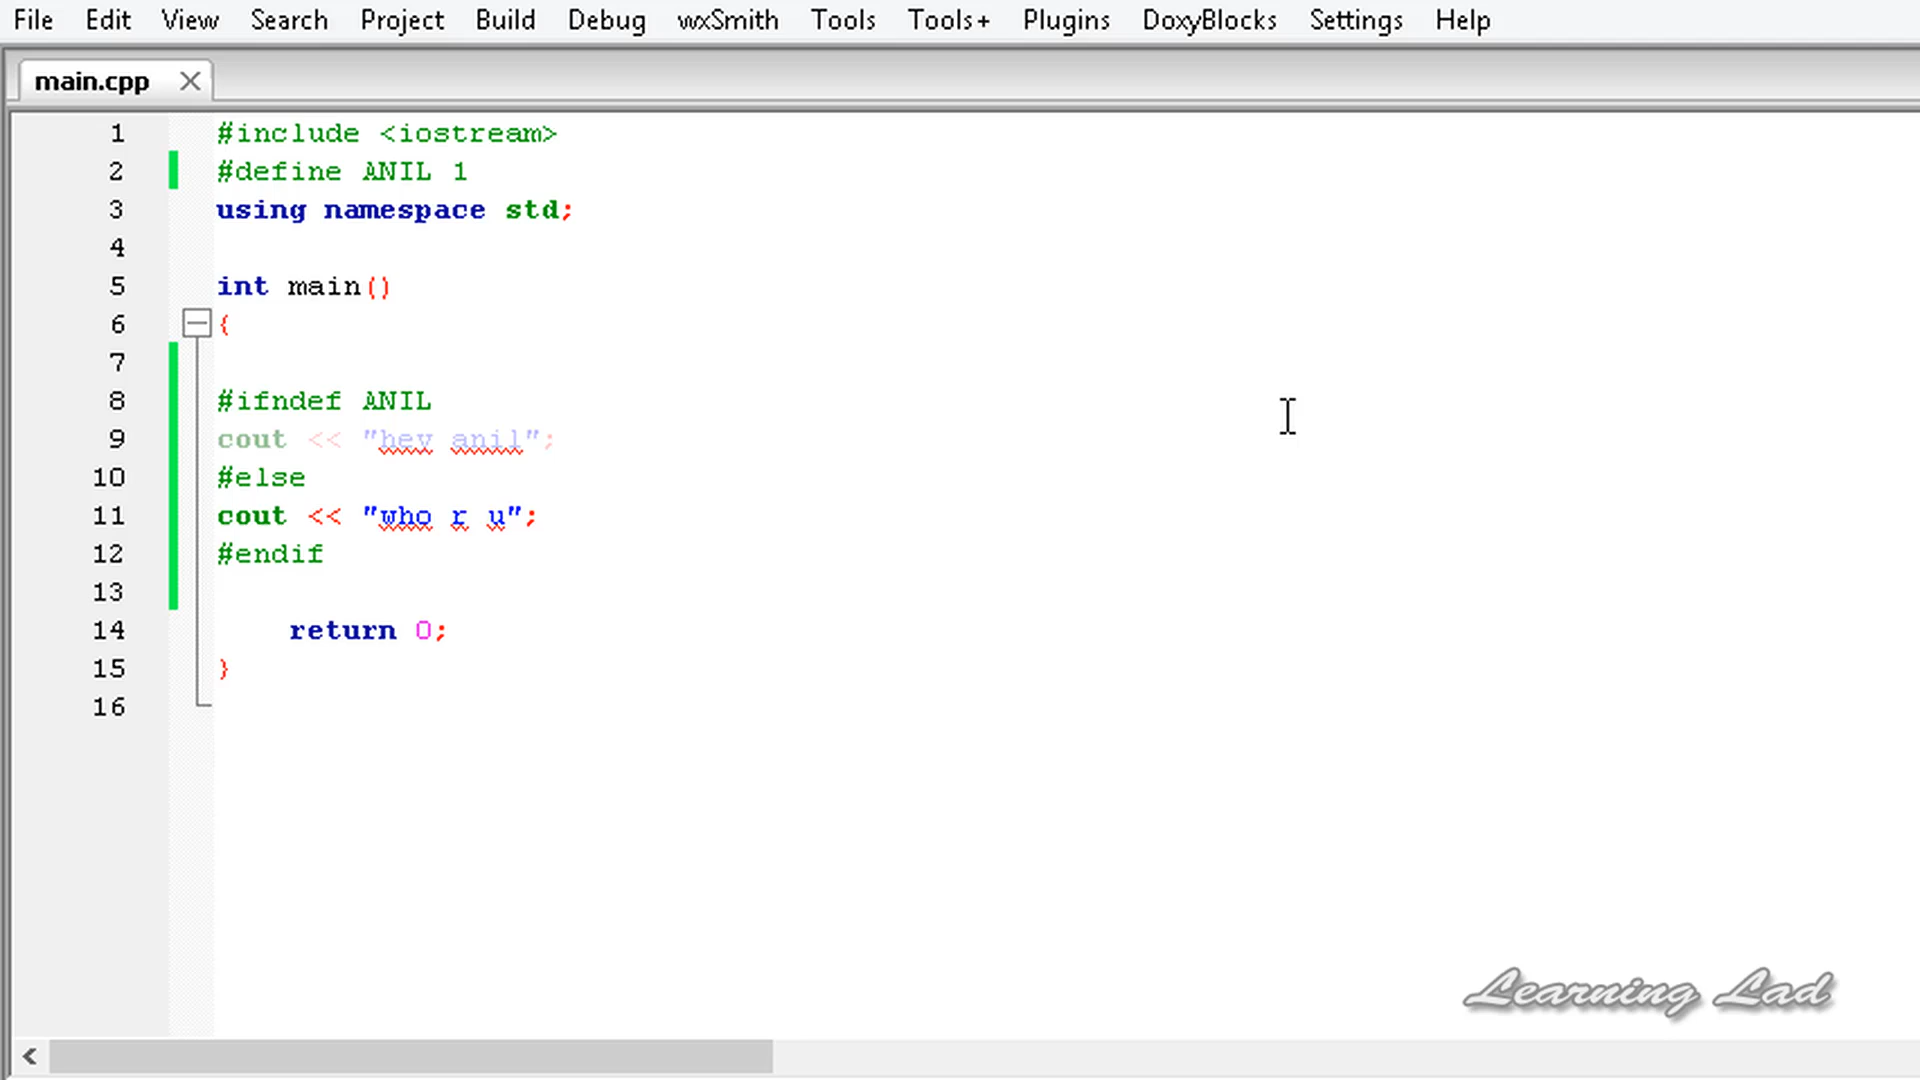 File Edit View Search Project Build Debug wxSmith Tools Tools+ Plugins DoxyBlocks Settings Help
main.cpp
1 #include <iostream>
2 #define ANIL 1
3 using namespace std;
4
5 int main()
6 {
7
8 #ifndef ANIL
9 cout << "hey anil";
10 #else
11 cout << "who r u";
12 #endif
13
14     return 0;
15 }
16
Learning Lad